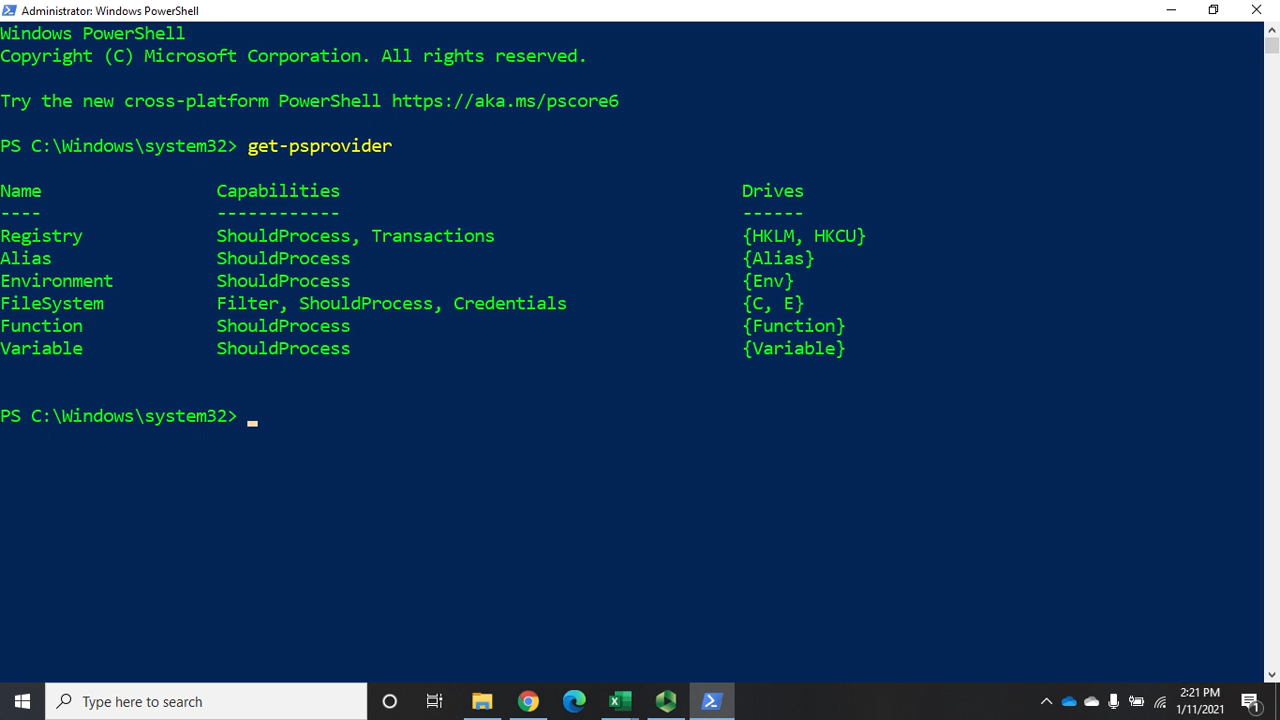 Administrator: Windows PowerShell
Windows PowerShell
Copyright (C) Microsoft Corporation. All rights reserved.
Try the new cross-platform PowerShell https://aka.ms/pscore6
PS C:\Windows\system32> get-psprovider
Name Capabilities Drives
---- ------------ ------
Registry ShouldProcess, Transactions {HKLM, HKCU}
Alias ShouldProcess {Alias}
Environment ShouldProcess {Env}
FileSystem Filter, ShouldProcess, Credentials {C, E}
Function ShouldProcess {Function}
Variable ShouldProcess {Variable}
PS C:\Windows\system32>
Type here to search
2:21 PM
1/11/2021
1